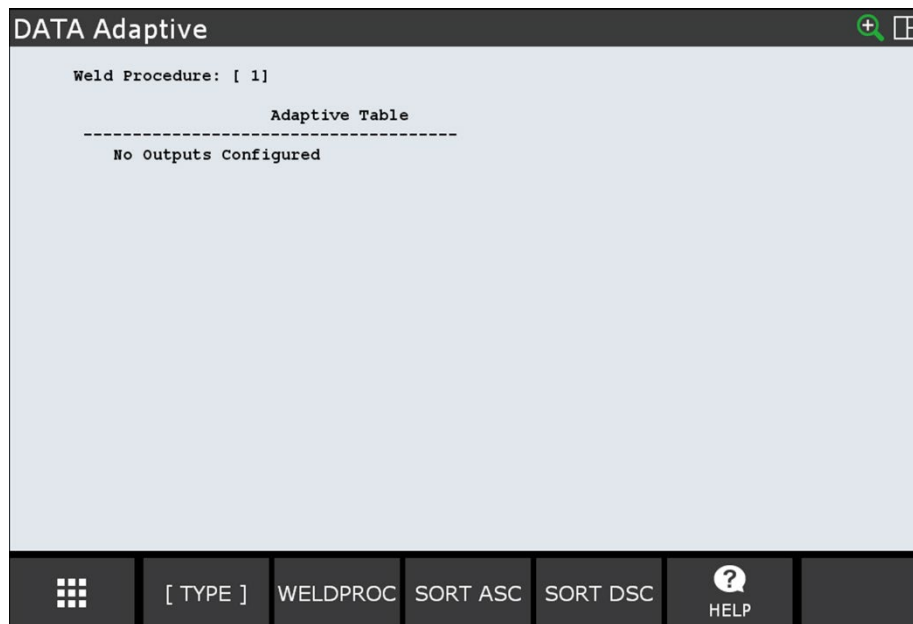 DATA Adaptive
Weld Procedure: [ 1]
Adaptive Table
--------------------------------------
No Outputs Configured
[ TYPE ]
WELDPROC
SORT ASC
SORT DSC
?
HELP